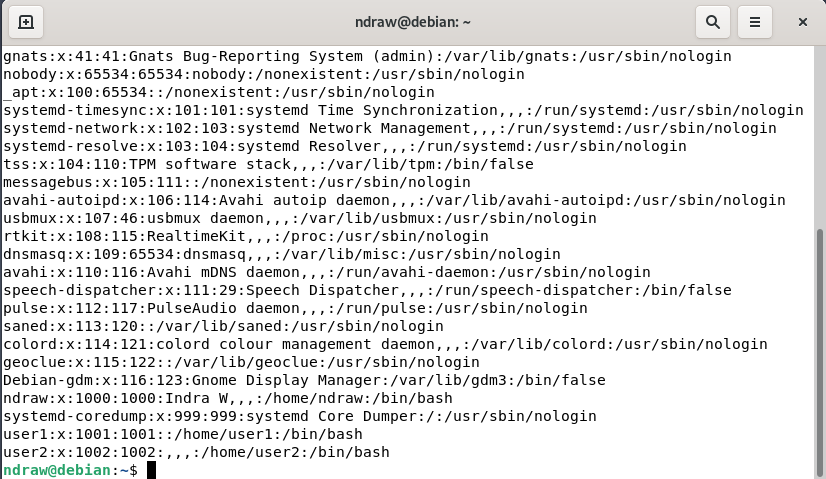 ndraw@debian: ~
gnats:x:41:41:Gnats Bug-Reporting System (admin):/var/lib/gnats:/usr/sbin/nologin
nobody:x:65534:65534:nobody:/nonexistent:/usr/sbin/nologin
_apt:x:100:65534::/nonexistent:/usr/sbin/nologin
systemd-timesync:x:101:101:systemd Time Synchronization,,,:/run/systemd:/usr/sbin/nologin
systemd-network:x:102:103:systemd Network Management,,,:/run/systemd:/usr/sbin/nologin
systemd-resolve:x:103:104:systemd Resolver,,,:/run/systemd:/usr/sbin/nologin
tss:x:104:110:TPM software stack,,,:/var/lib/tpm:/bin/false
messagebus:x:105:111::/nonexistent:/usr/sbin/nologin
avahi-autoipd:x:106:114:Avahi autoip daemon,,,:/var/lib/avahi-autoipd:/usr/sbin/nologin
usbmux:x:107:46:usbmux daemon,,,:/var/lib/usbmux:/usr/sbin/nologin
rtkit:x:108:115:RealtimeKit,,,:/proc:/usr/sbin/nologin
dnsmasq:x:109:65534:dnsmasq,,,:/var/lib/misc:/usr/sbin/nologin
avahi:x:110:116:Avahi mDNS daemon,,,:/run/avahi-daemon:/usr/sbin/nologin
speech-dispatcher:x:111:29:Speech Dispatcher,,,:/run/speech-dispatcher:/bin/false
pulse:x:112:117:PulseAudio daemon,,,:/run/pulse:/usr/sbin/nologin
saned:x:113:120::/var/lib/saned:/usr/sbin/nologin
colord:x:114:121:colord colour management daemon,,,:/var/lib/colord:/usr/sbin/nologin
geoclue:x:115:122::/var/lib/geoclue:/usr/sbin/nologin
Debian-gdm:x:116:123:Gnome Display Manager:/var/lib/gdm3:/bin/false
ndraw:x:1000:1000:Indra W,,,:/home/ndraw:/bin/bash
systemd-coredump:x:999:999:systemd Core Dumper:/:/usr/sbin/nologin
user1:x:1001:1001::/home/user1:/bin/bash
user2:x:1002:1002:,,,:/home/user2:/bin/bash
ndraw@debian:~$